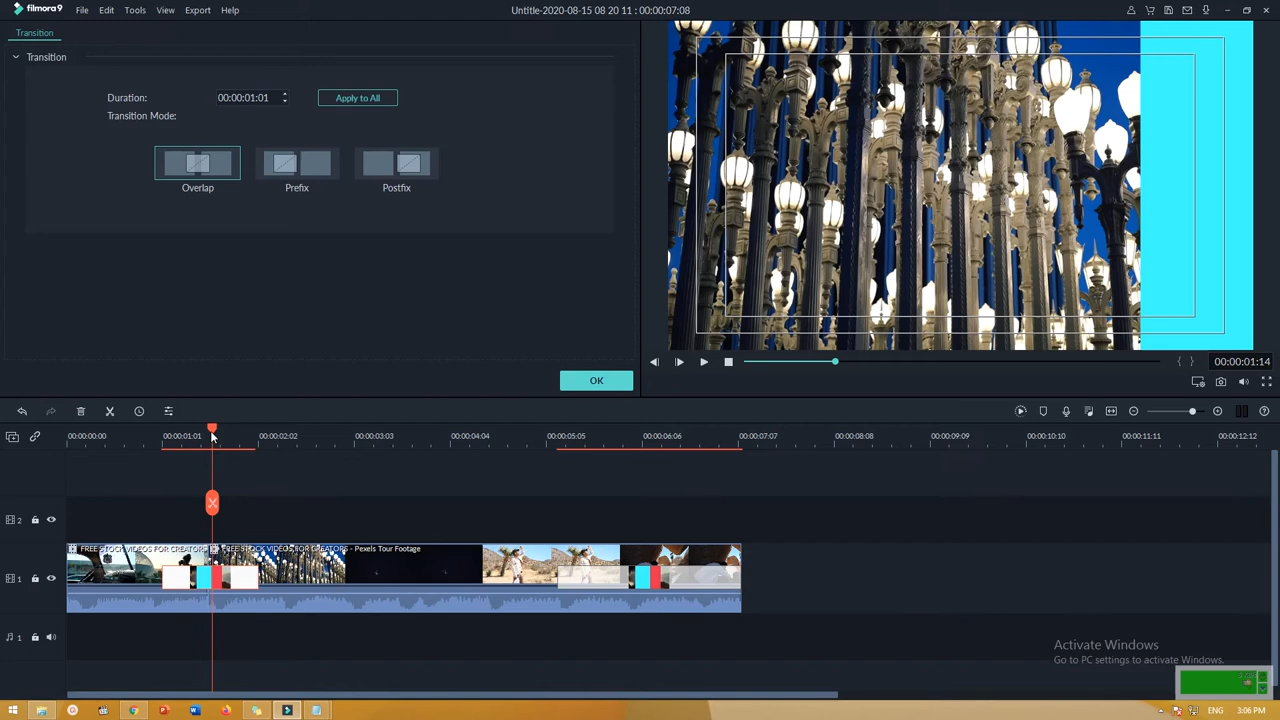 filmora9 File Edit Tools View Export Help Untitle-2020-08-15 08 20 11 : 00:00:07:08
Transition
Transition
Duration: 00:00:01:01 Apply to All
Transition Mode:
Overlap Prefix Postfix
OK
00:00:01:14
00:00:00:00 00:00:01:01 00:00:02:02 00:00:03:03 00:00:04:04 00:00:05:05 00:00:06:06 00:00:07:07 00:00:08:08 00:00:09:09 00:00:10:10 00:00:11:11 00:00:12:12
2
FREE STOCK VIDEOS FOR CREATORS FREE STOCK VIDEOS FOR CREATORS - Pexels Tour Footage
1
1
Activate Windows
Go to PC settings to activate Windows.
ENG 3:06 PM